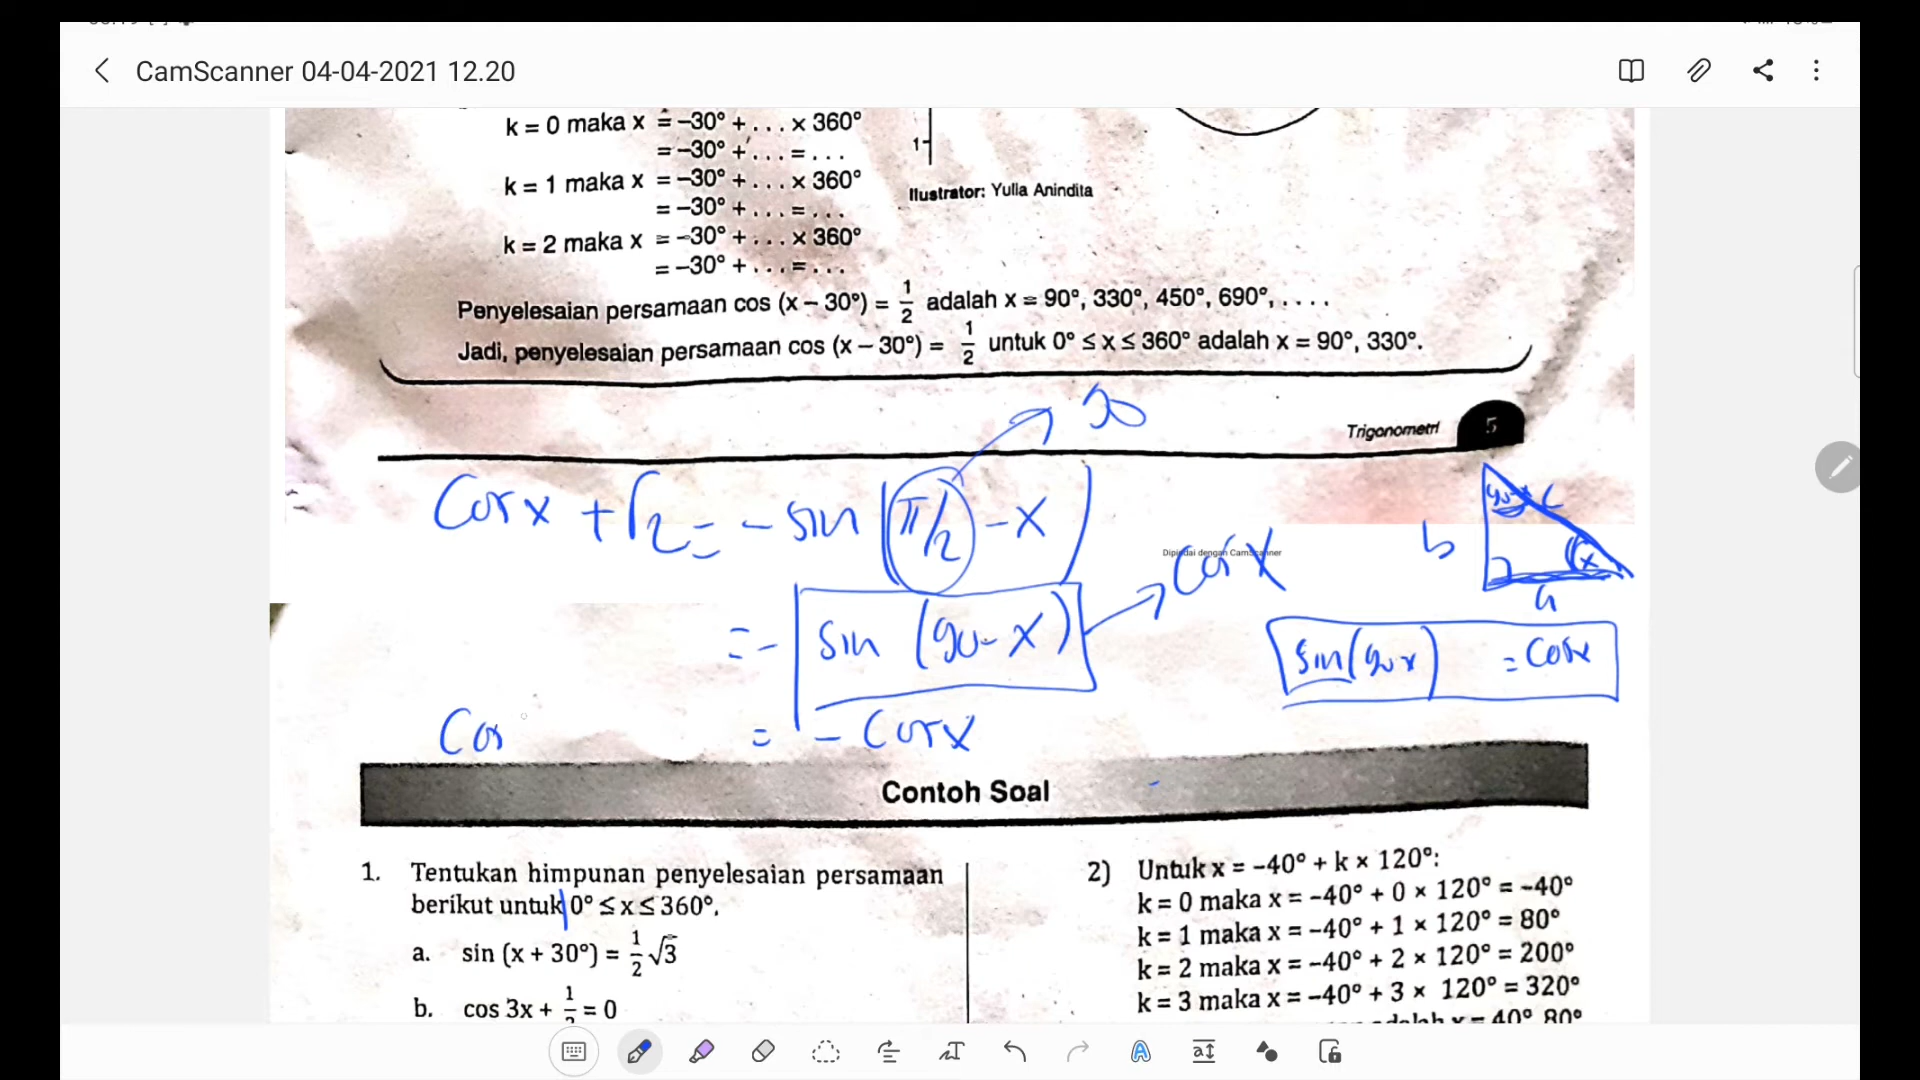 CamScanner 04-04-2021 12.20
k = 0 maka x = –30° + . . . × 360°
= –30° + . . . = . . .
k = 1 maka x = –30° + . . . × 360°
= –30° + . . . = . . .
k = 2 maka x = –30° + . . . × 360°
= –30° + . . . = . . .
1
Ilustrator: Yulia Anindita
Penyelesaian persamaan cos (x – 30°) = 1/2 adalah x = 90°, 330°, 450°, 690°, . . . .
Jadi, penyelesaian persamaan cos (x – 30°) = 1/2 untuk 0° ≤ x ≤ 360° adalah x = 90°, 330°.
Trigonometri 5
Cos x + √2 = - sin (π/2 - x)
Dipindai dengan CamScanner
cos x
b
90-x
c
x
a
= - sin (90 - x)
sin (90-x) = cos x
Cos = - cos x
Contoh Soal
1. Tentukan himpunan penyelesaian persamaan
berikut untuk 0° ≤ x ≤ 360°.
a. sin (x + 30°) = 1/2 √3
b. cos 3x + 1/2 = 0
2) Untuk x = –40° + k × 120°:
k = 0 maka x = –40° + 0 × 120° = –40°
k = 1 maka x = –40° + 1 × 120° = 80°
k = 2 maka x = –40° + 2 × 120° = 200°
k = 3 maka x = –40° + 3 × 120° = 320°